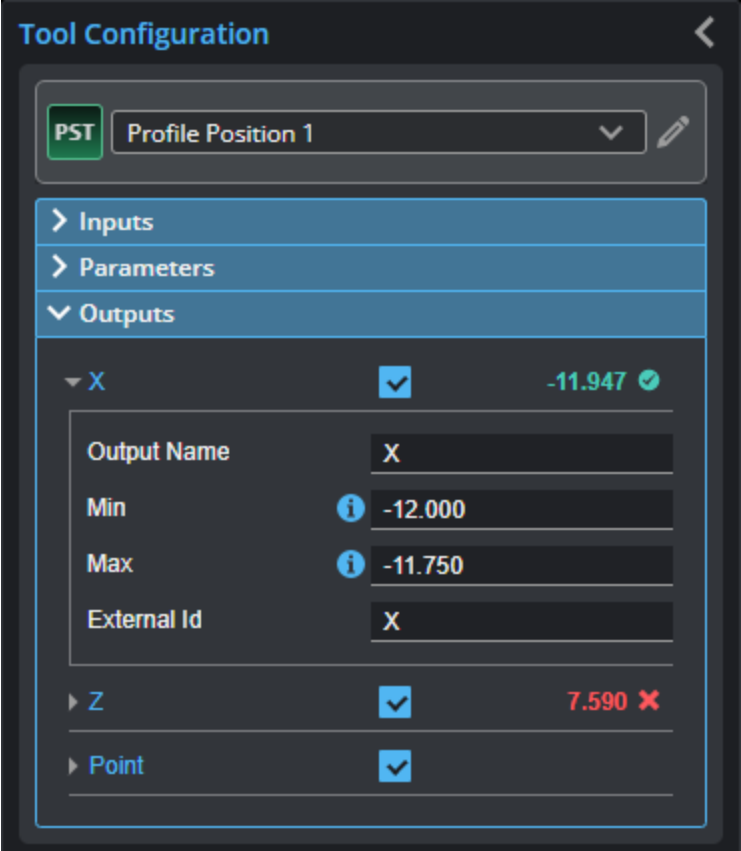 Tool Configuration
PST Profile Position 1
Inputs
Parameters
Outputs
X -11.947
Output Name X
Min -12.000
Max -11.750
External Id X
Z 7.590
Point